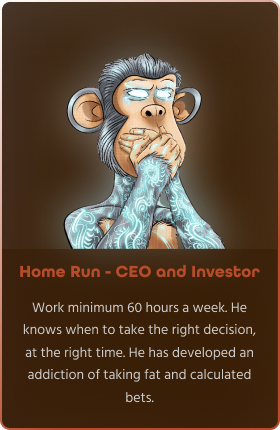 Home Run - CEO and Investor
Work minimum 60 hours a week. He
knows when to take the right decision,
at the right time. He has developed an
addiction of taking fat and calculated
bets.